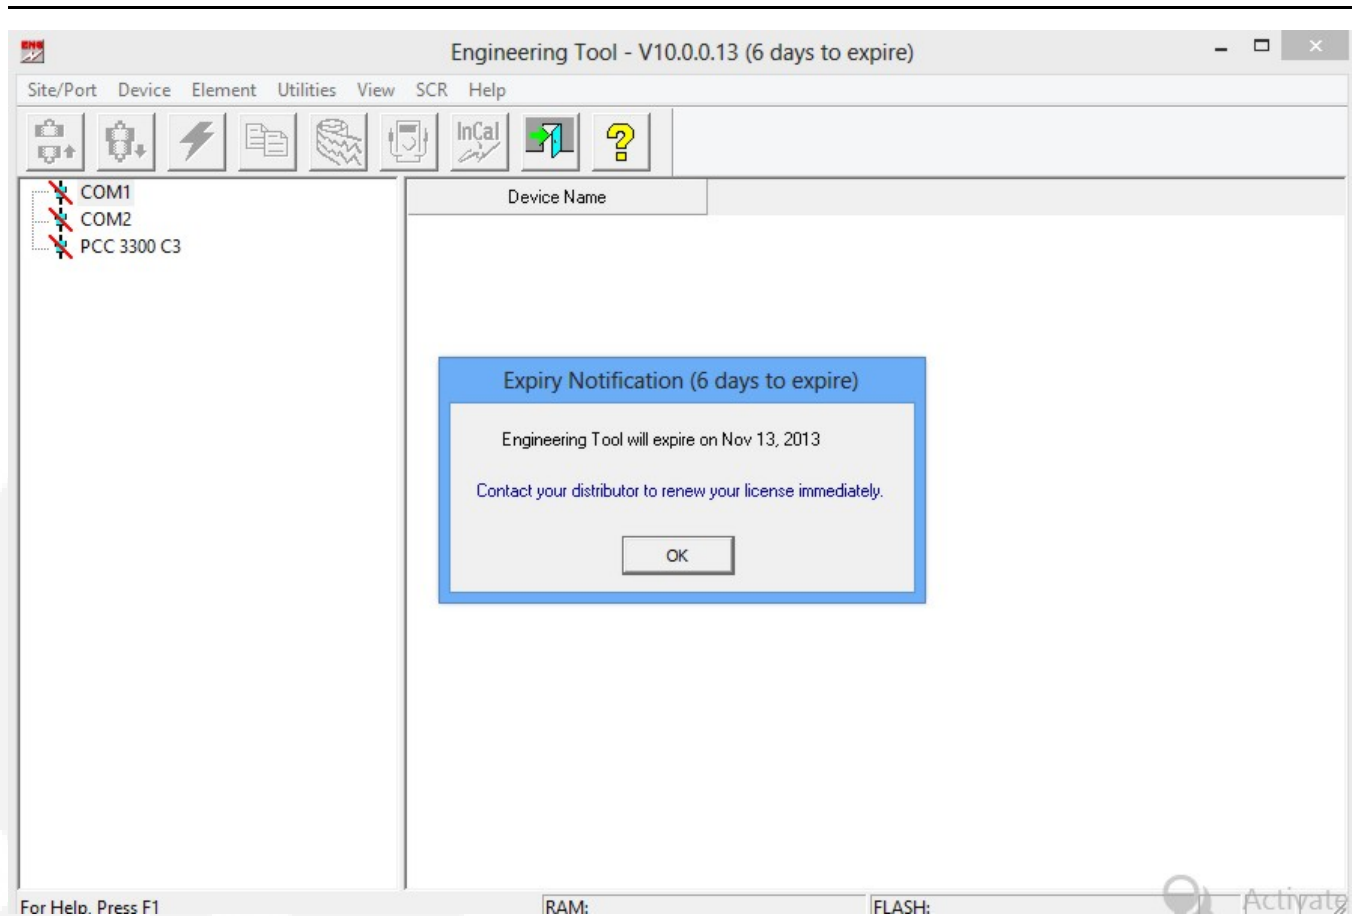 ENG
Engineering Tool - V10.0.0.13 (6 days to expire)
Site/Port Device Element Utilities View SCR Help
InCal
COM1
COM2
PCC 3300 C3
Device Name
Expiry Notification (6 days to expire)
Engineering Tool will expire on Nov 13, 2013
Contact your distributor to renew your license immediately.
OK
Activate
For Help, Press F1 RAM: FLASH: